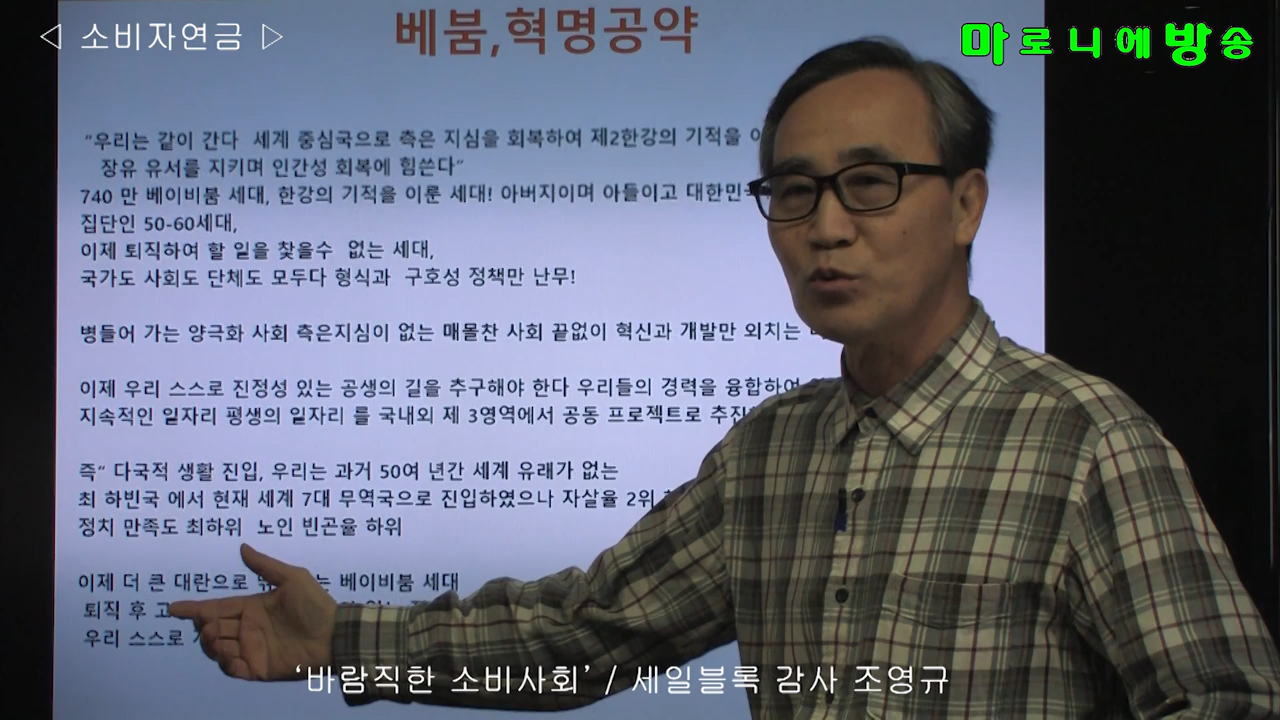 ◁ 소비자연금 ▷
베붐,혁명공약
마로니에방송
“우리는 같이 간다 세계 중심국으로 측은 지심을 회복하여 제2한강의 기적을
장유 유서를 지키며 인간성 회복에 힘쓴다”
740 만 베이비붐 세대, 한강의 기적을 이룬 세대! 아버지이며 아들이고 대한민국
집단인 50-60세대,
이제 퇴직하여 할 일을 찾을수 없는 세대,
국가도 사회도 단체도 모두다 형식과 구호성 정책만 난무!
병들어 가는 양극화 사회 측은지심이 없는 매몰찬 사회 끝없이 혁신과 개발만 외치는
이제 우리 스스로 진정성 있는 공생의 길을 추구해야 한다 우리들의 경력을 융합하여
지속적인 일자리 평생의 일자리 를 국내외 제 3영역에서 공동 프로젝트로
즉“ 다국적 생활 진입, 우리는 과거 50여 년간 세계 유래가 없는
최 하빈국 에서 현재 세계 7대 무역국으로 진입하였으나 자살율 2위
정치 만족도 최하위 노인 빈곤율 하위
이제 더 큰 대란으로 베이비붐 세대
퇴직 후
우리 스스로
‘바람직한 소비사회’ / 세일블록 감사 조영규